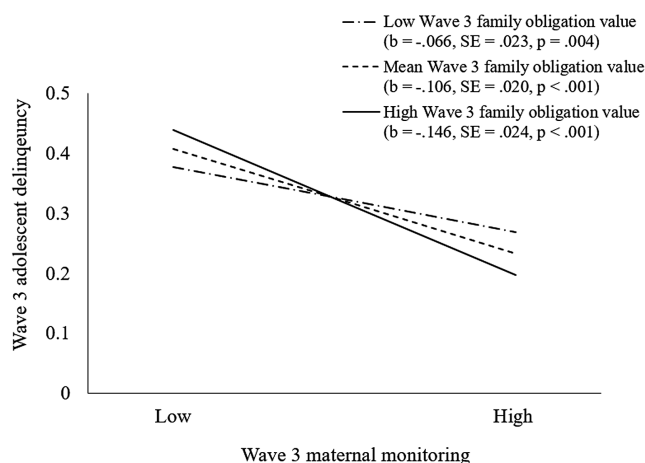 Low Wave 3 family obligation value
(b = -.066, SE = .023, p = .004)
Mean Wave 3 family obligation value
(b = -.106, SE = .020, p < .001)
High Wave 3 family obligation value
(b = -.146, SE = .024, p < .001)
Wave 3 adolescent delinqeuncy
0.5
0.4
0.3
0.2
0.1
0
Low
High
Wave 3 maternal monitoring